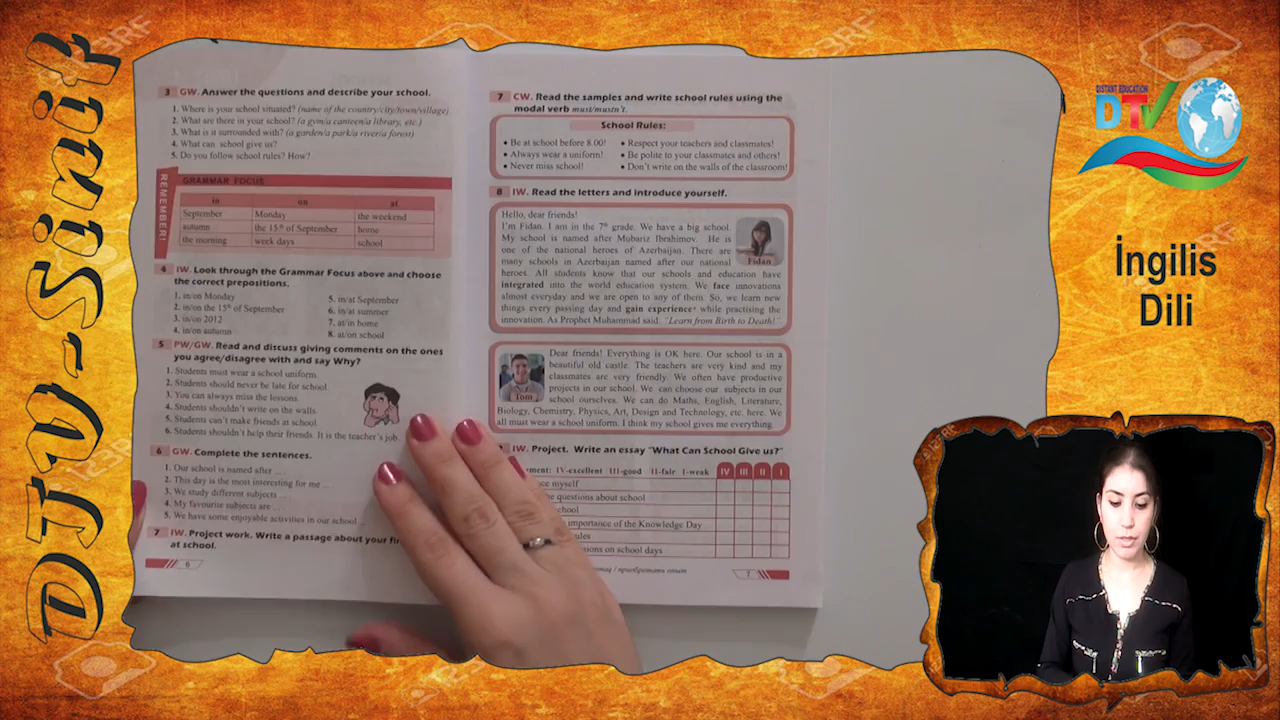 DTV-Sinif
3 GW. Answer the questions and describe your school.
1. Where is your school situated? (name of the country/city/town/village)
2. What are there in your school? (a gym/a canteen/a library, etc.)
3. What is it surrounded with? (a garden/a park/a river/a forest)
4. What can school give us?
5. Do you follow school rules? How?
REMEMBER!
GRAMMAR FOCUS
in on at
September Monday the weekend
autumn the 15th of September home
the morning week days school
4 IW. Look through the Grammar Focus above and choose
the correct prepositions.
1. in/on Monday
2. in/on the 15th of September
3. in/on 2012
4. in/on autumn
5. in/at September
6. in/at summer
7. at/in home
8. at/on school
5 PW/GW. Read and discuss giving comments on the ones
you agree/disagree with and say Why?
1. Students must wear a school uniform.
2. Students should never be late for school.
3. You can always miss the lessons.
4. Students shouldn't write on the walls.
5. Students can't make friends at school.
6. Students shouldn't help their friends. It is the teacher's job.
6 GW. Complete the sentences.
1. Our school is named after ...
2. This day is the most interesting for me ...
3. We study different subjects ...
4. My favourite subjects are ...
5. We have some enjoyable activities in our school ...
7 IW. Project work. Write a passage about your
at school.
6
7 CW. Read the samples and write school rules using the
modal verb must/mustn't.
School Rules:
• Be at school before 8.00!
• Always wear a uniform!
• Never miss school!
• Respect your teachers and classmates!
• Be polite to your classmates and others!
• Don't write on the walls of the classroom!
8 IW. Read the letters and introduce yourself.
Hello, dear friends!
I'm Fidan. I am in the 7th grade. We have a big school.
My school is named after Mubariz Ibrahimov. He is
one of the national heroes of Azerbaijan. There are
many schools in Azerbaijan named after our national
heroes. All students know that our schools and education have
integrated into the world education system. We face innovations
almost everyday and we are open to any of them. So, we learn new
things every passing day and gain experience* while practising the
innovation. As Prophet Muhammad said: "Learn from Birth to Death!"
Fidan
Dear friends! Everything is OK here. Our school is in a
beautiful old castle. The teachers are very kind and my
classmates are very friendly. We often have productive
projects in our school. We can choose our subjects in our
school ourselves. We can do Maths, English, Literature,
Biology, Chemistry, Physics, Art, Design and Technology, etc. here. We
all must wear a school uniform. I think my school gives me everything.
Tom
IW. Project. Write an essay "What Can School Give us?"
IV-excellent III-good II-fair I-weak IV III II I
myself
questions about school
importance of the Knowledge Day
on school days
7
DISTANT EDUCATION
DTV
İngilis
Dili
123RF